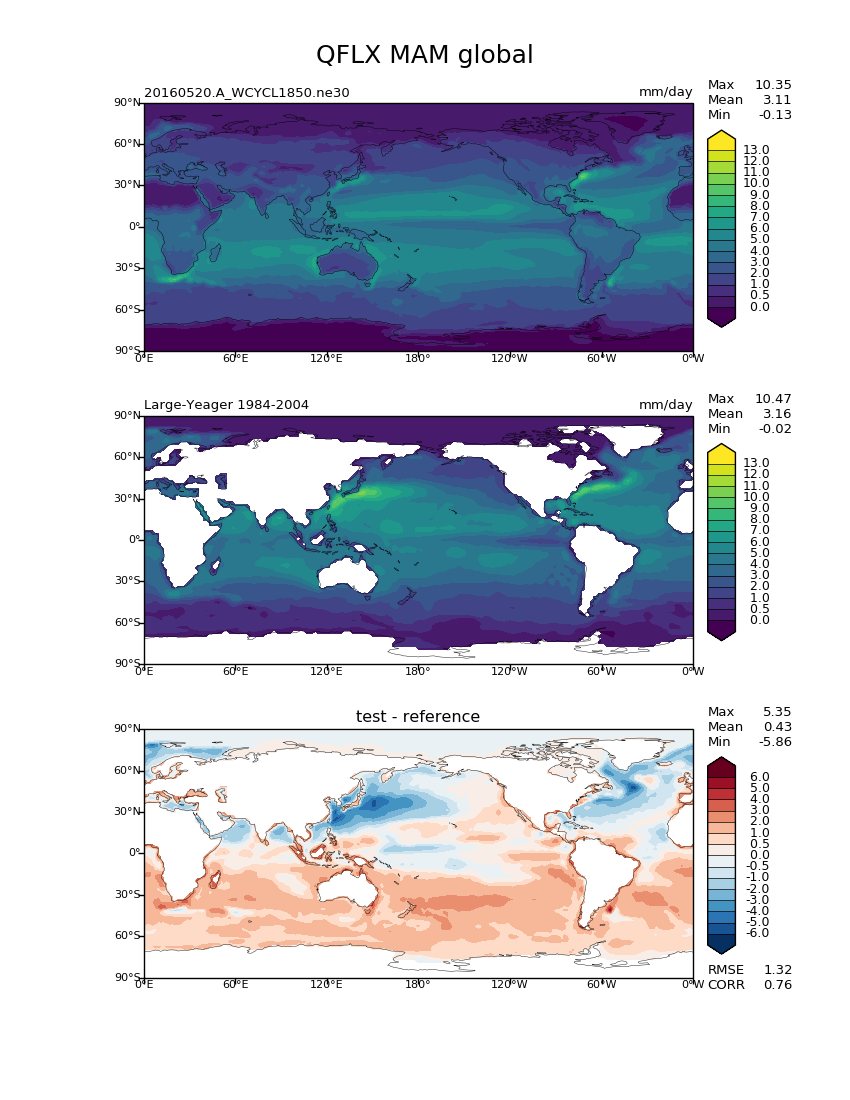 QFLX MAM global
20160520.A_WCYCL1850.ne30
mm/day
Max 10.35
Mean 3.11
Min -0.13
90°N
60°N
30°N
0°
30°S
60°S
90°S
0°E 60°E 120°E 180° 120°W 60°W 0°W
13.0
12.0
11.0
10.0
9.0
8.0
7.0
6.0
5.0
4.0
3.0
2.0
1.0
0.5
0.0
Large-Yeager 1984-2004
mm/day
Max 10.47
Mean 3.16
Min -0.02
90°N
60°N
30°N
0°
30°S
60°S
90°S
0°E 60°E 120°E 180° 120°W 60°W 0°W
13.0
12.0
11.0
10.0
9.0
8.0
7.0
6.0
5.0
4.0
3.0
2.0
1.0
0.5
0.0
test - reference
Max 5.35
Mean 0.43
Min -5.86
90°N
60°N
30°N
0°
30°S
60°S
90°S
0°E 60°E 120°E 180° 120°W 60°W 0°W
6.0
5.0
4.0
3.0
2.0
1.0
0.5
0.0
-0.5
-1.0
-2.0
-3.0
-4.0
-5.0
-6.0
RMSE 1.32
CORR 0.76